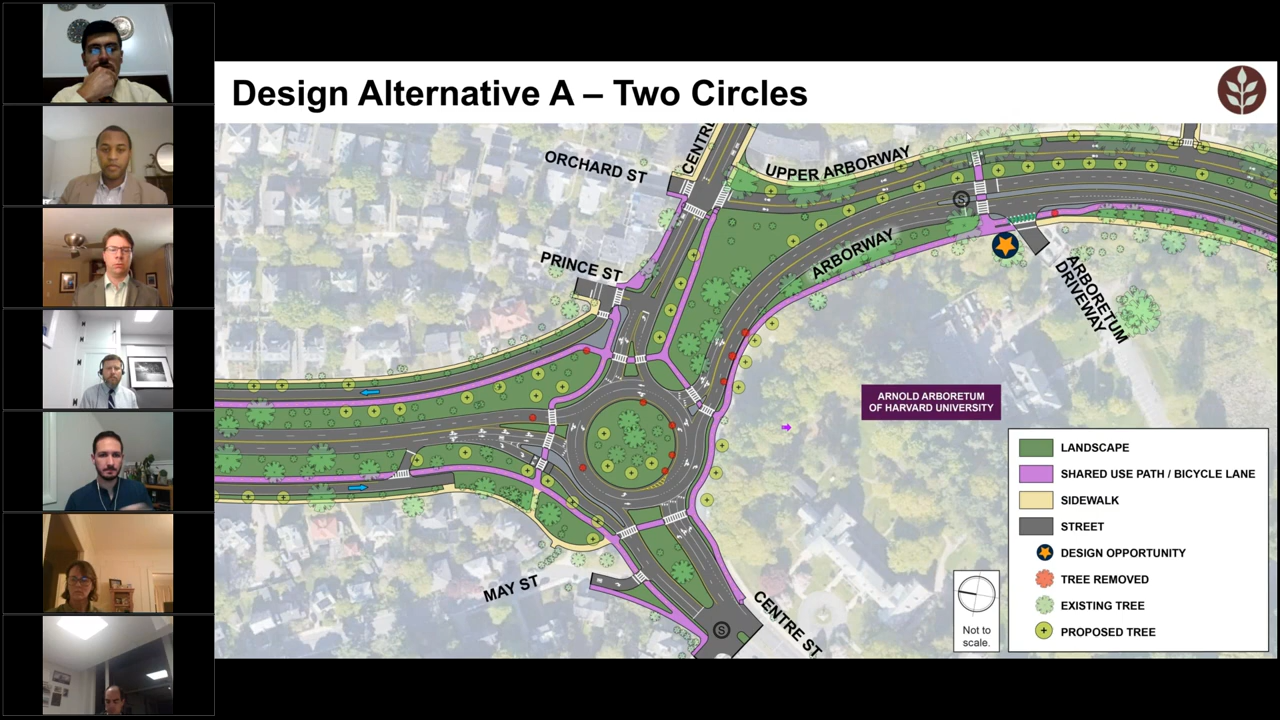 Design Alternative A – Two Circles
ORCHARD ST
CENTRE
UPPER ARBORWAY
PRINCE ST
ARBORWAY
S
ARBORETUM
DRIVEWAY
ARNOLD ARBORETUM
OF HARVARD UNIVERSITY
MAY ST
S
CENTRE ST
Not to
scale.
LANDSCAPE
SHARED USE PATH / BICYCLE LANE
SIDEWALK
STREET
DESIGN OPPORTUNITY
TREE REMOVED
EXISTING TREE
PROPOSED TREE